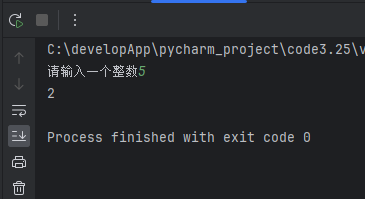 C:\developApp\pycharm_project\code3.25\v
请输入一个整数5
2
Process finished with exit code 0